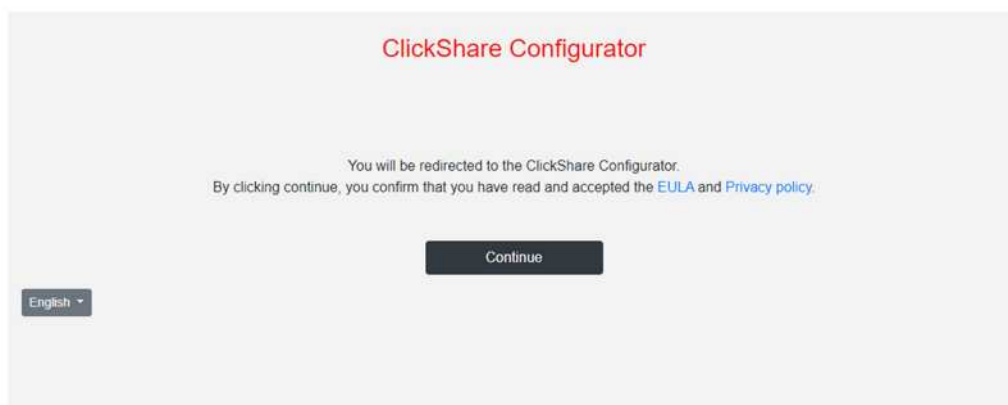 ClickShare Configurator
You will be redirected to the ClickShare Configurator.
By clicking continue, you confirm that you have read and accepted the EULA and Privacy policy.
Continue
English